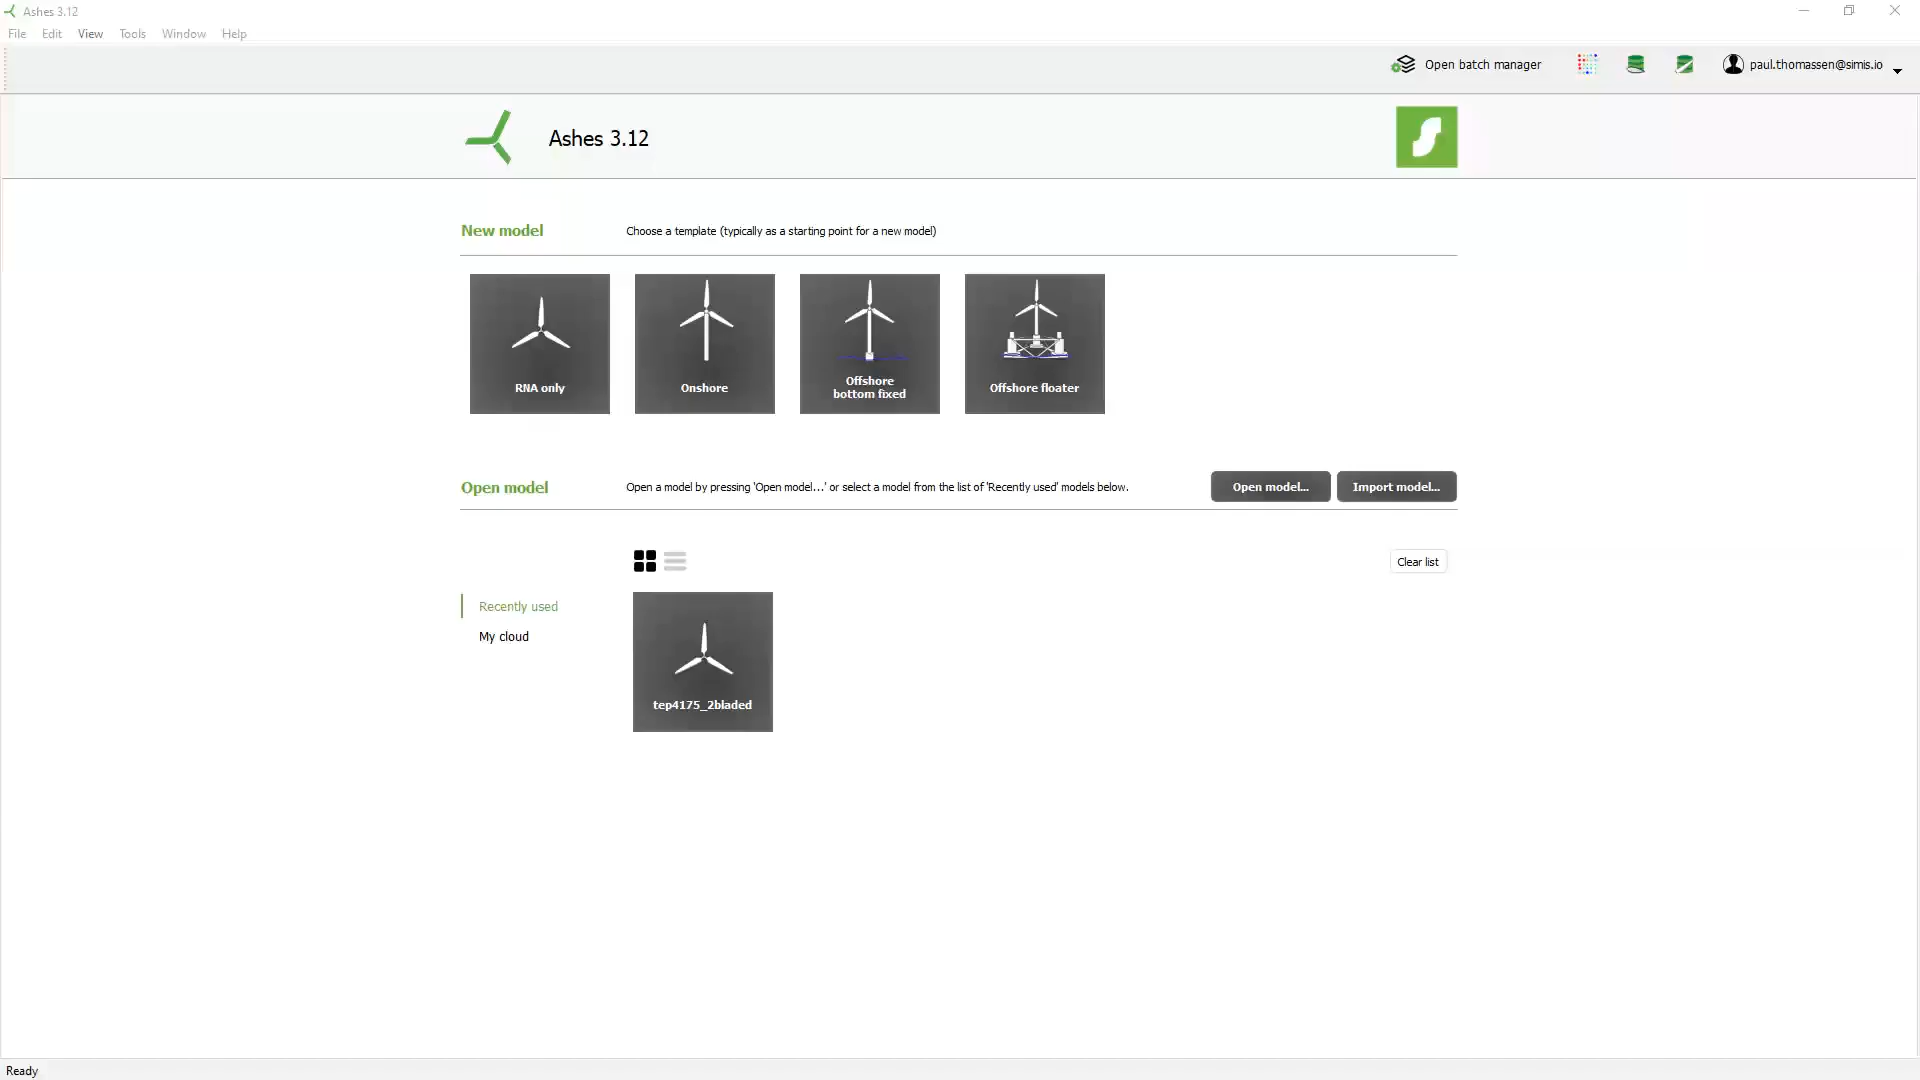 Ashes 3.12
File Edit View Tools Window Help
Open batch manager paul.thomassen@simis.io
Ashes 3.12
New model Choose a template (typically as a starting point for a new model)
RNA only
Onshore
Offshore
bottom fixed
Offshore floater
Open model Open a model by pressing 'Open model...' or select a model from the list of 'Recently used' models below. Open model... Import model...
Clear list
Recently used
My cloud
tep4175_2bladed
Ready